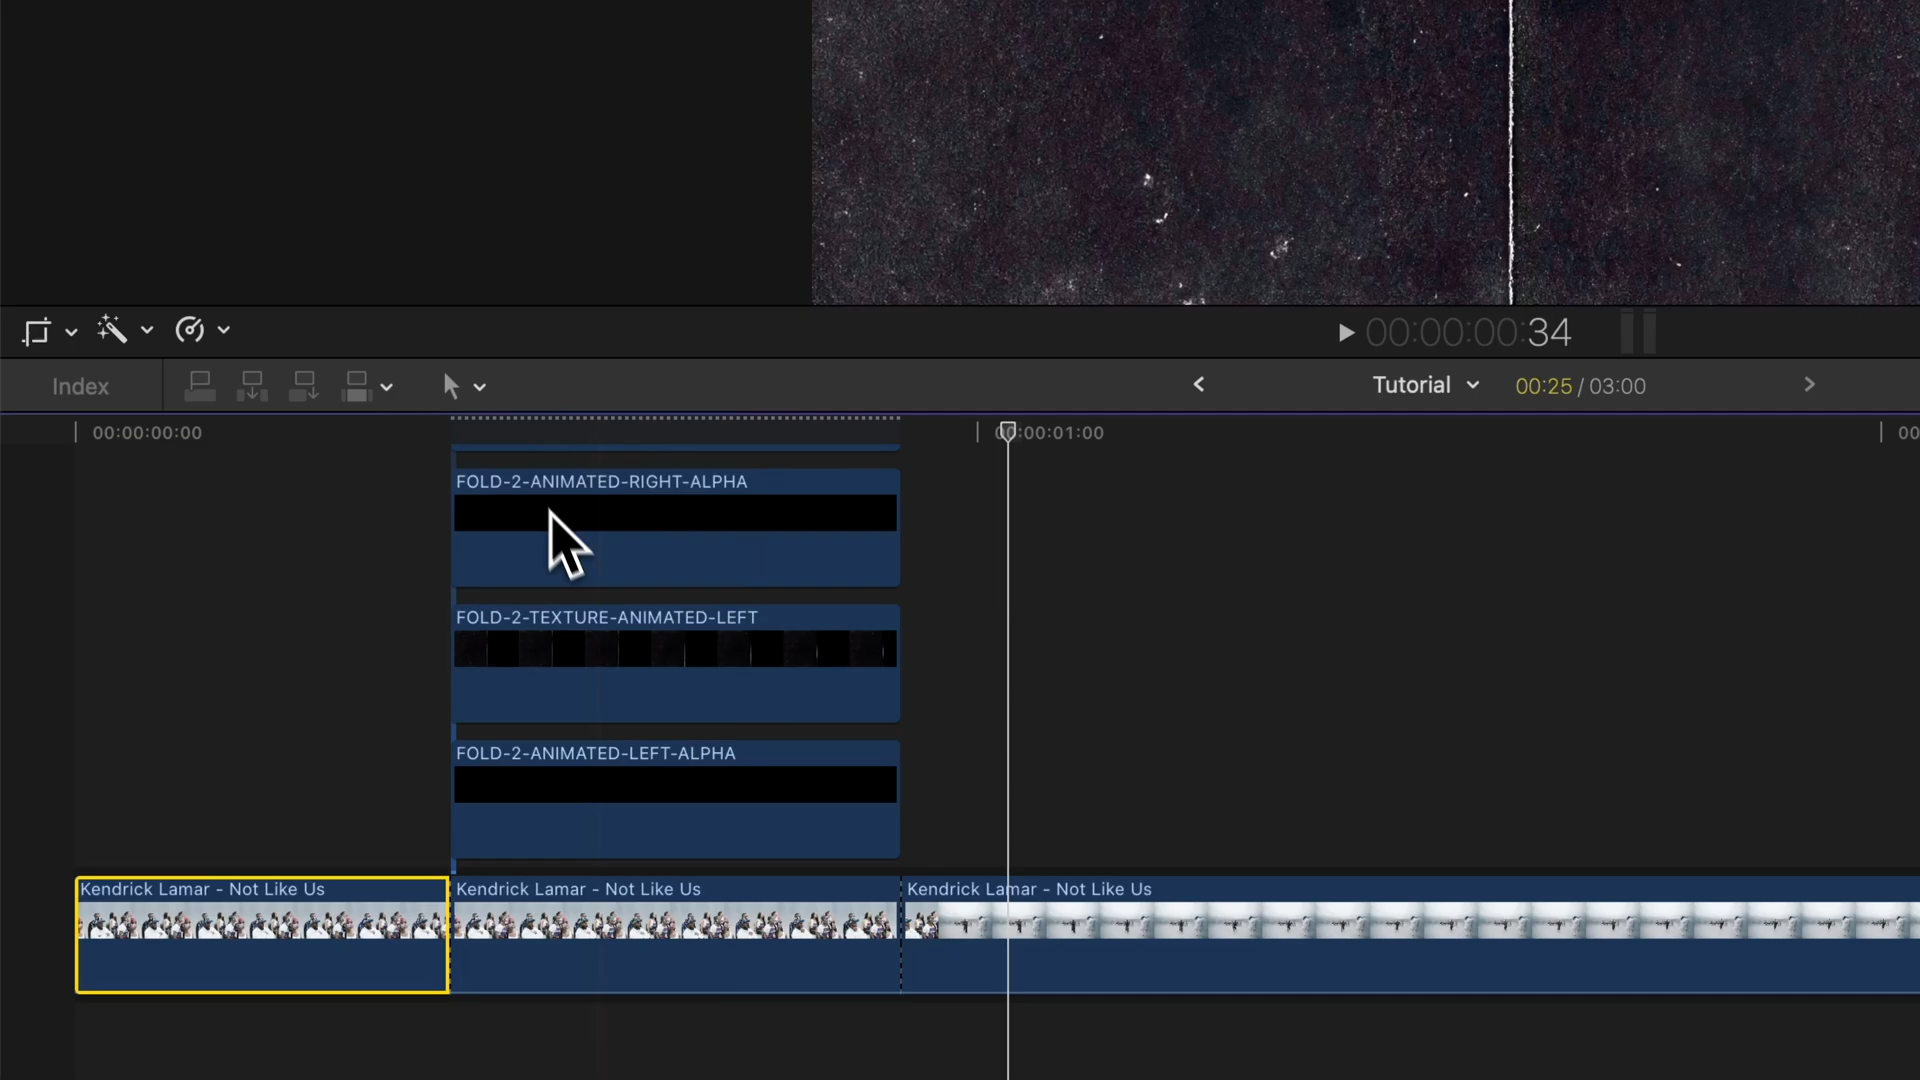 00:00:00:34
Index
Tutorial
00:25 / 03:00
00:00:00:00
00:00:01:00
00
FOLD-2-ANIMATED-RIGHT-ALPHA
FOLD-2-TEXTURE-ANIMATED-LEFT
FOLD-2-ANIMATED-LEFT-ALPHA
Kendrick Lamar - Not Like Us
Kendrick Lamar - Not Like Us
Kendrick Lamar - Not Like Us